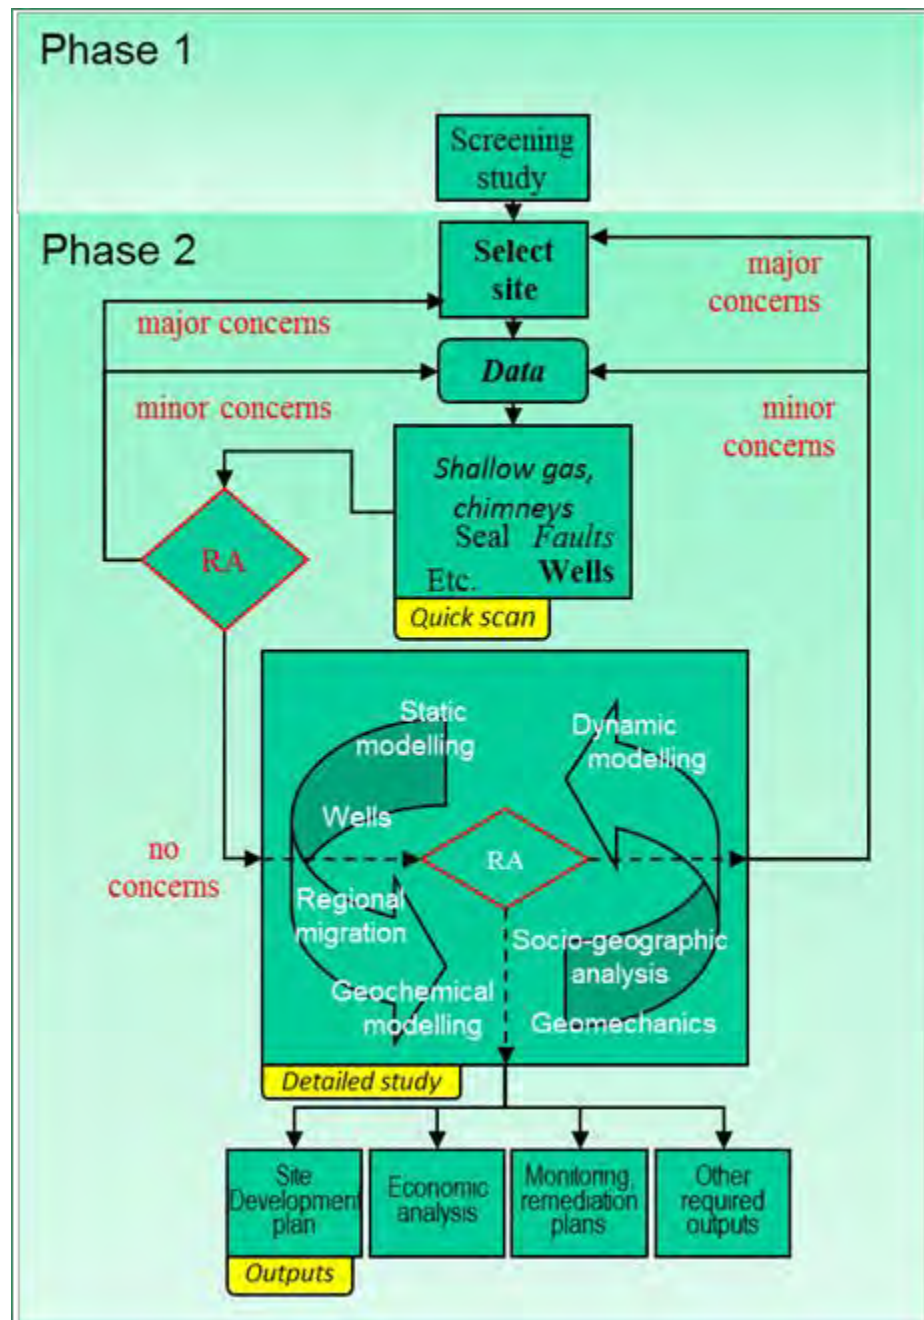 Phase 1
Screening
study
Phase 2
Select
site
major
concerns
major concerns
Data
minor concerns
minor
concerns
Shallow gas,
chimneys
Seal Faults
Etc. Wells
RA
Quick scan
Static
modelling
Dynamic
modelling
Wells
RA
no
concerns
Regional
migration
Socio-geographic
analysis
Geochemical
modelling
Geomechanics
Detailed study
Site
Development
plan
Economic
analysis
Monitoring,
remediation
plans
Other
required
outputs
Outputs